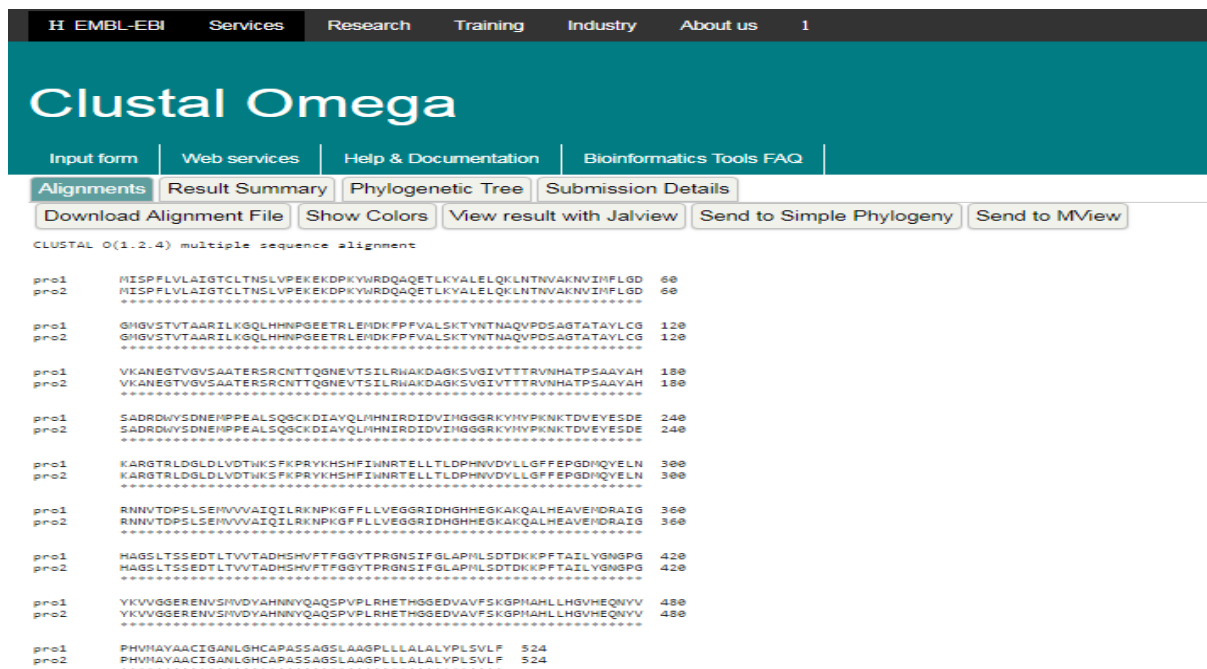 H EMBL-EBI Services Research Training Industry About us 1
Clustal Omega
Input form Web services Help & Documentation Bioinformatics Tools FAQ
Alignments Result Summary Phylogenetic Tree Submission Details
Download Alignment File Show Colors View result with Jalview Send to Simple Phylogeny Send to MView
CLUSTAL O(1.2.4) multiple sequence alignment
pro1 MISPFLVLAIGTCLTNSLVPEKEKDPKYWRDQAQETLKYALELQKLNTNVAKNVIMFLGD 60
pro2 MISPFLVLAIGTCLTNSLVPEKEKDPKYWRDQAQETLKYALELQKLNTNVAKNVIMFLGD 60
************************************************************
pro1 GMGVSTVTAARILKGQLHHNPGEETRLEMDKFPFVALSKTYNTNAQVPDSAGTATAYLCG 120
pro2 GMGVSTVTAARILKGQLHHNPGEETRLEMDKFPFVALSKTYNTNAQVPDSAGTATAYLCG 120
************************************************************
pro1 VKANEGTVGVSAATERSRCNTTQGNEVTSILRWAKDAGKSVGIVTTTRVNHATPSAAYAH 180
pro2 VKANEGTVGVSAATERSRCNTTQGNEVTSILRWAKDAGKSVGIVTTTRVNHATPSAAYAH 180
************************************************************
pro1 SADRDWYSDNEMPPEALSQGCKDIAYQLMHNIRDIDVIMGGGRKYMYPKNKTDVEYESDE 240
pro2 SADRDWYSDNEMPPEALSQGCKDIAYQLMHNIRDIDVIMGGGRKYMYPKNKTDVEYESDE 240
************************************************************
pro1 KARGTRLDGLDLVDTWKSFKPRYKHSHFIWNRTELLTLDPHNVDYLLGFFEPGDMQYELN 300
pro2 KARGTRLDGLDLVDTWKSFKPRYKHSHFIWNRTELLTLDPHNVDYLLGFFEPGDMQYELN 300
************************************************************
pro1 RNNVTDPSLSEMVVVAIQILRKNPKGFFLLVEGGRIDHGHHEGKAKQALHEAVEMDRAIG 360
pro2 RNNVTDPSLSEMVVVAIQILRKNPKGFFLLVEGGRIDHGHHEGKAKQALHEAVEMDRAIG 360
************************************************************
pro1 HAGSLTSSEDTLTVVTADHSHVFTFGGYTPRGNSIFGLAPMLSDTDKKPFTAILYGNGPG 420
pro2 HAGSLTSSEDTLTVVTADHSHVFTFGGYTPRGNSIFGLAPMLSDTDKKPFTAILYGNGPG 420
************************************************************
pro1 YKVVGGERENVSMVDYAHNNYQAQSPVPLRHETHGGEDVAVFSKGPMAHLLHGVHEQNYV 480
pro2 YKVVGGERENVSMVDYAHNNYQAQSPVPLRHETHGGEDVAVFSKGPMAHLLHGVHEQNYV 480
************************************************************
pro1 PHVMAYAACIGANLGHCAPASSAGSLAAGPLLLALALYPLSVLF 524
pro2 PHVMAYAACIGANLGHCAPASSAGSLAAGPLLLALALYPLSVLF 524
********************************************